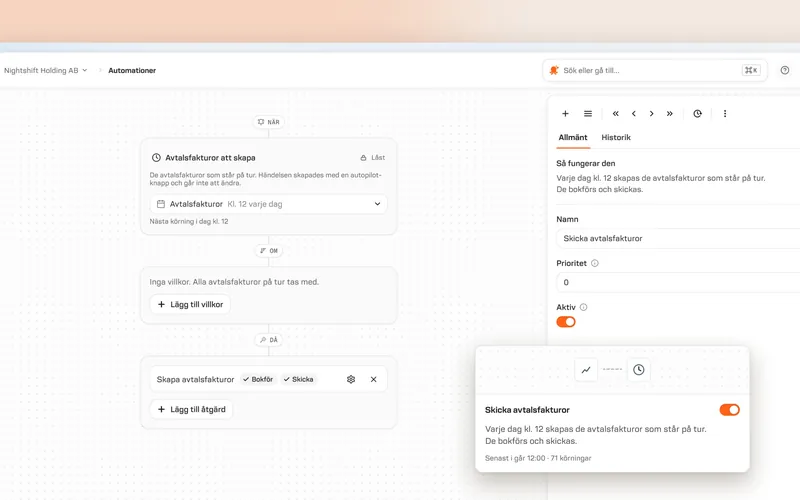 Nightshift Holding AB
Automationer
Sök eller gå till...
⌘K
NÄR
Avtalsfakturor att skapa
Låst
De avtalsfakturor som står på tur. Händelsen skapades med en autopilot-
knapp och går inte att ändra.
Avtalsfakturor Kl. 12 varje dag
Nästa körning i dag kl. 12
OM
Inga villkor. Alla avtalsfakturor på tur tas med.
Lägg till villkor
DÅ
Skapa avtalsfakturor Bokför Skicka
Lägg till åtgärd
Allmänt Historik
Så fungerar den
Varje dag kl. 12 skapas de avtalsfakturor som står på tur.
De bokförs och skickas.
Namn
Skicka avtalsfakturor
Prioritet
0
Aktiv
Skicka avtalsfakturor
Varje dag kl. 12 skapas de avtalsfakturor som står på tur.
De bokförs och skickas.
Senast i går 12:00 · 71 körningar